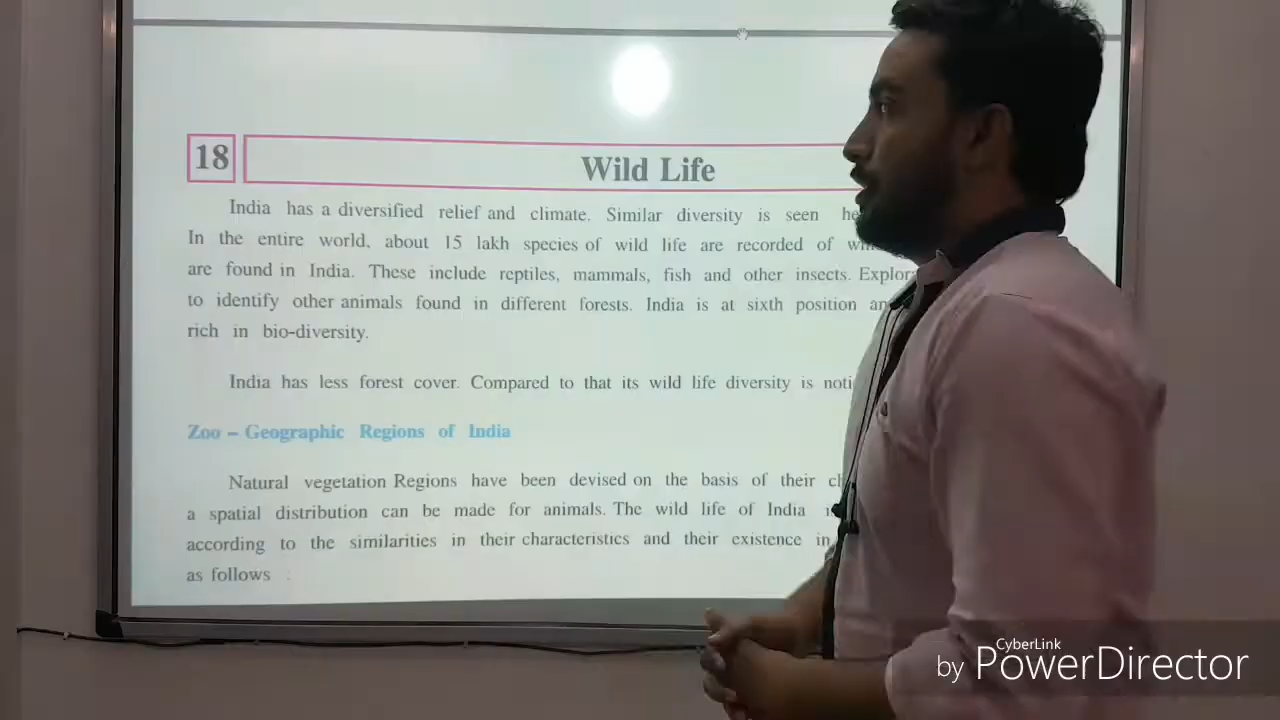 18
Wild Life
India has a diversified relief and climate. Similar diversity is seen
In the entire world, about 15 lakh species of wild life are recorded of
are found in India. These include reptiles, mammals, fish and other insects.
to identify other animals found in different forests. India is at sixth position
rich in bio-diversity.
India has less forest cover. Compared to that its wild life diversity is
Zoo – Geographic Regions of India
Natural vegetation Regions have been devised on the basis of their
a spatial distribution can be made for animals. The wild life of India
according to the similarities in their characteristics and their existence in
as follows :
CyberLink
by PowerDirector